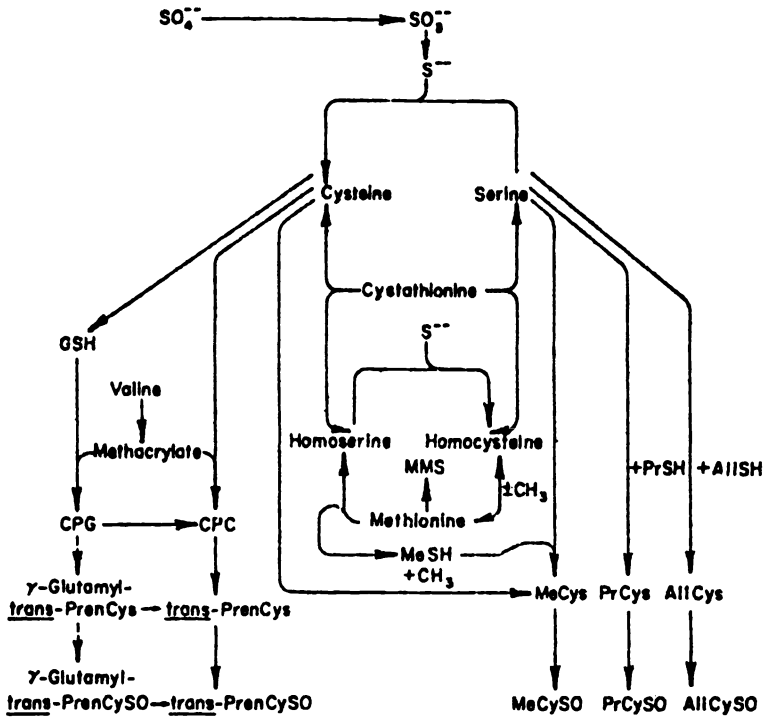 SO₄⁻⁻ SO₃⁻⁻
S⁻⁻
Cysteine Serine
Cystathionine
S⁻⁻
GSH
Valine
Methacrylate
Homoserine Homocysteine
MMS
+PrSH +AllSH
±CH₃
CPG CPC
Methionine
MeSH
+CH₃
γ-Glutamyl-
trans-PrenCys trans-PrenCys
MeCys PrCys AllCys
γ-Glutamyl-
trans-PrenCySO trans-PrenCySO
MeCySO PrCySO AllCySO